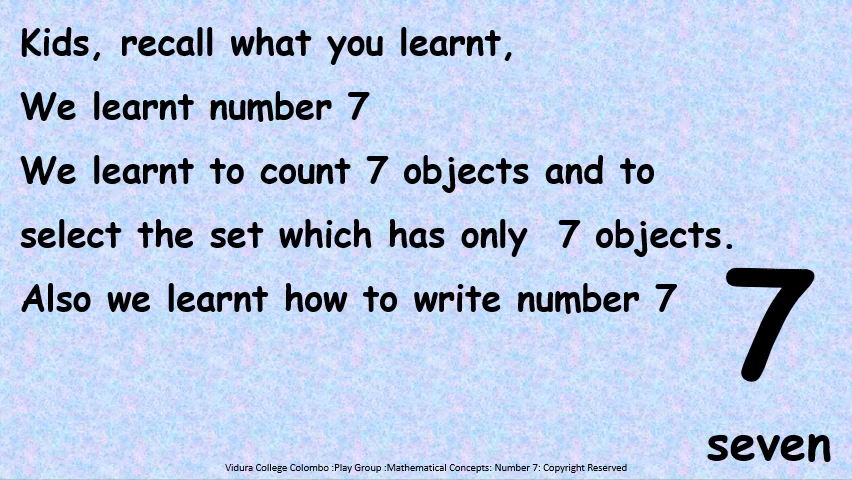 Kids, recall what you learnt,
We learnt number 7
We learnt to count 7 objects and to
select the set which has only 7 objects.
Also we learnt how to write number 7
7
seven
Vidura College Colombo :Play Group :Mathematical Concepts: Number 7: Copyright Reserved